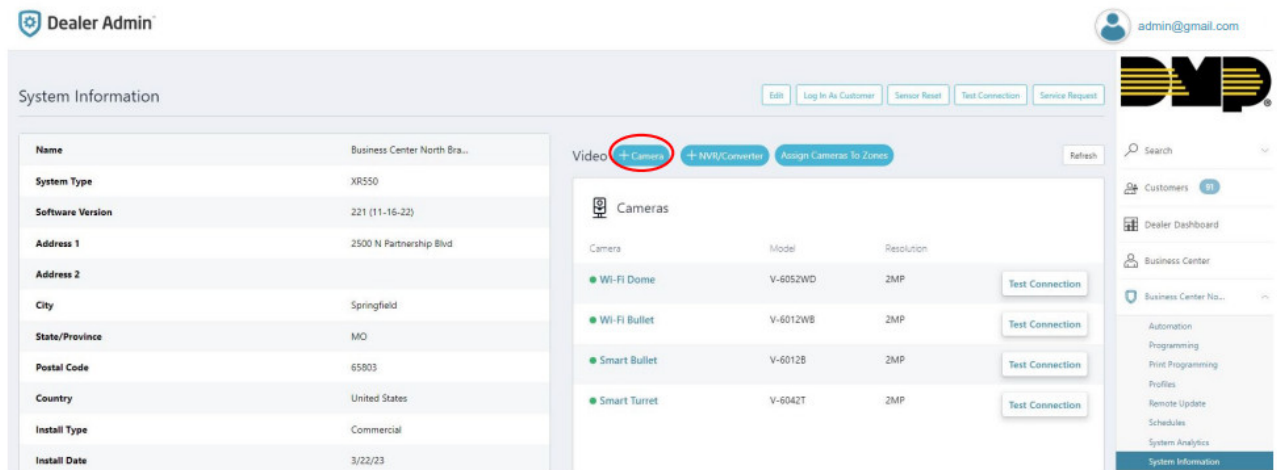 Dealer Admin
admin@gmail.com
System Information
Edit
Log In As Customer
Sensor Reset
Test Connection
Service Request
DMP
Name Business Center North Bra...
System Type XR550
Software Version 221 (11-16-22)
Address 1 2500 N Partnership Blvd
Address 2
City Springfield
State/Province MO
Postal Code 65803
Country United States
Install Type Commercial
Install Date 3/22/23
Video + Camera + NVR/Converter Assign Cameras To Zones Refresh
Cameras
Camera Model Resolution
Wi-Fi Dome V-6052WD 2MP Test Connection
Wi-Fi Bullet V-6012WB 2MP Test Connection
Smart Bullet V-6012B 2MP Test Connection
Smart Turret V-6042T 2MP Test Connection
Search
Customers 91
Dealer Dashboard
Business Center
Business Center No...
Automation
Programming
Print Programming
Profiles
Remote Update
Schedules
System Analytics
System Information